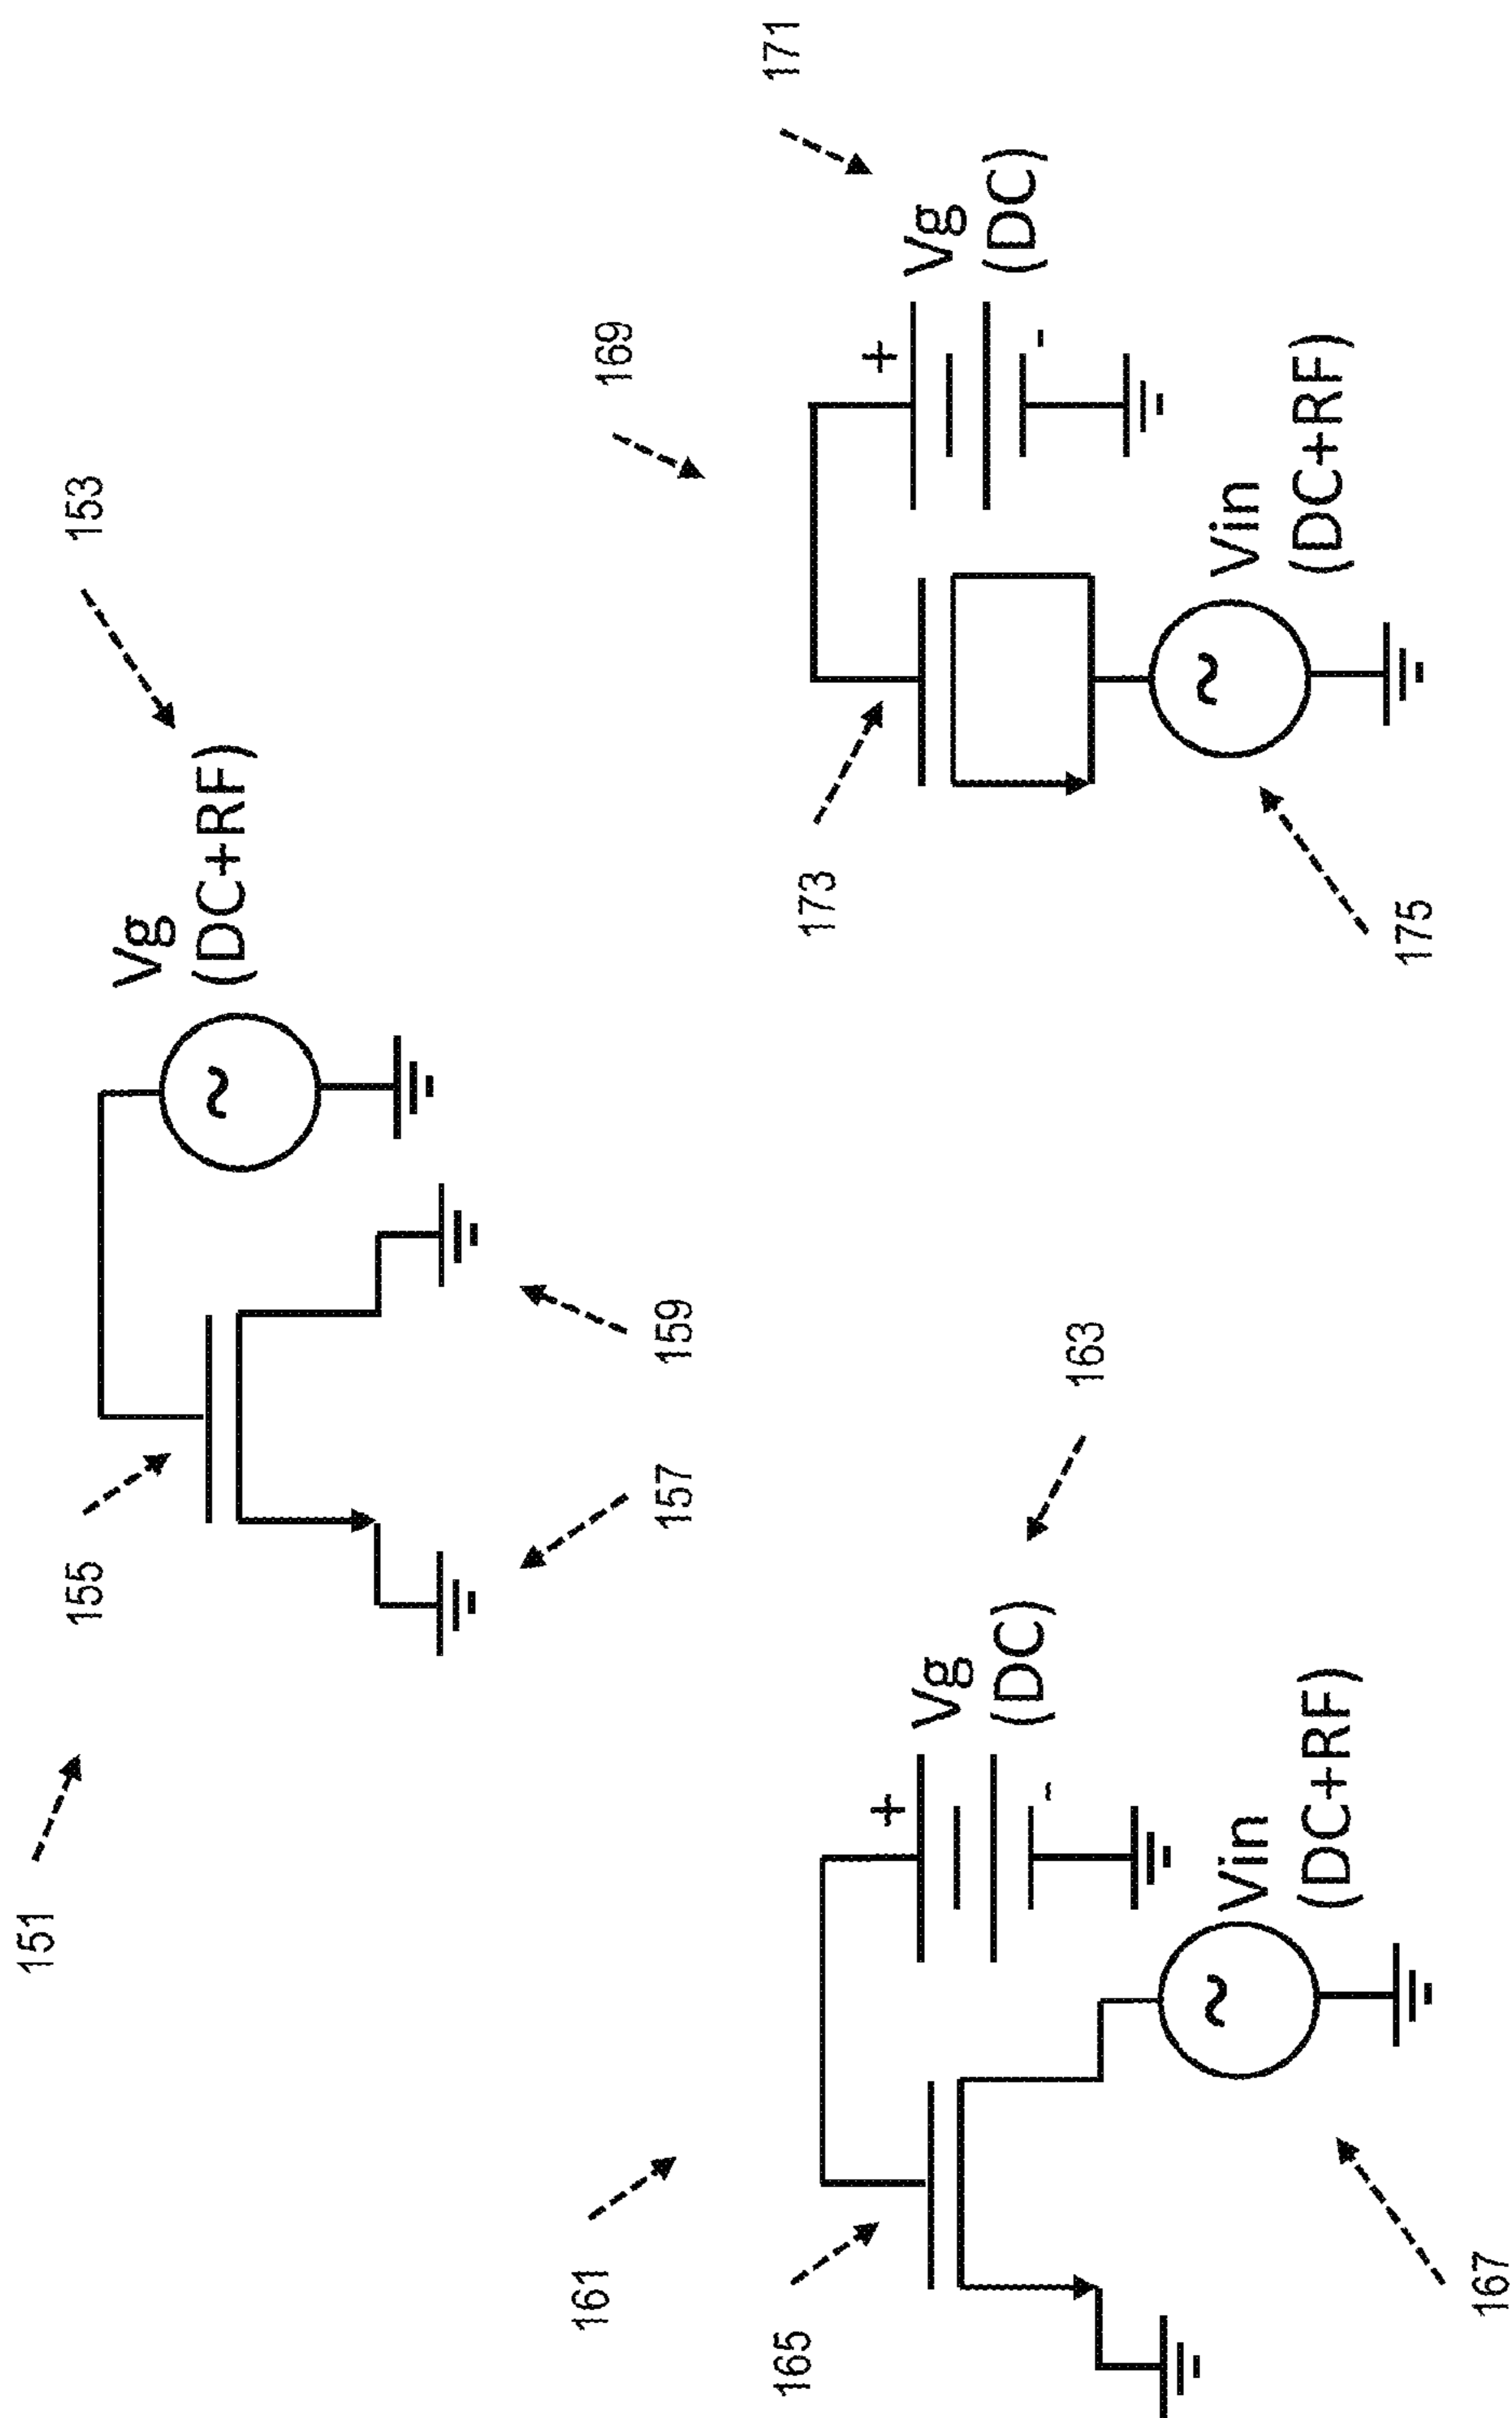 151
155
153
Vg
(DC+RF)
157
159
161
165
+
Vg
(DC)
-
163
Vin
(DC+RF)
167
169
171
173
+
Vg
(DC)
-
Vin
(DC+RF)
175